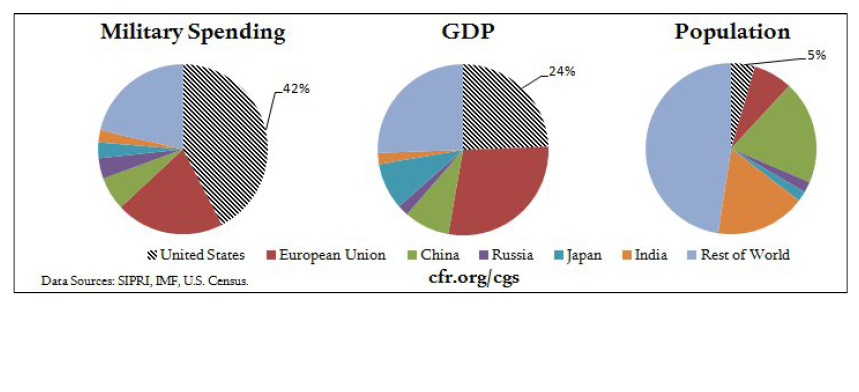 Military Spending
GDP
Population
42%
24%
5%
United States
European Union
China
Russia
Japan
India
Rest of World
Data Sources: SIPRI, IMF, U.S. Census.
cfr.org/cgs